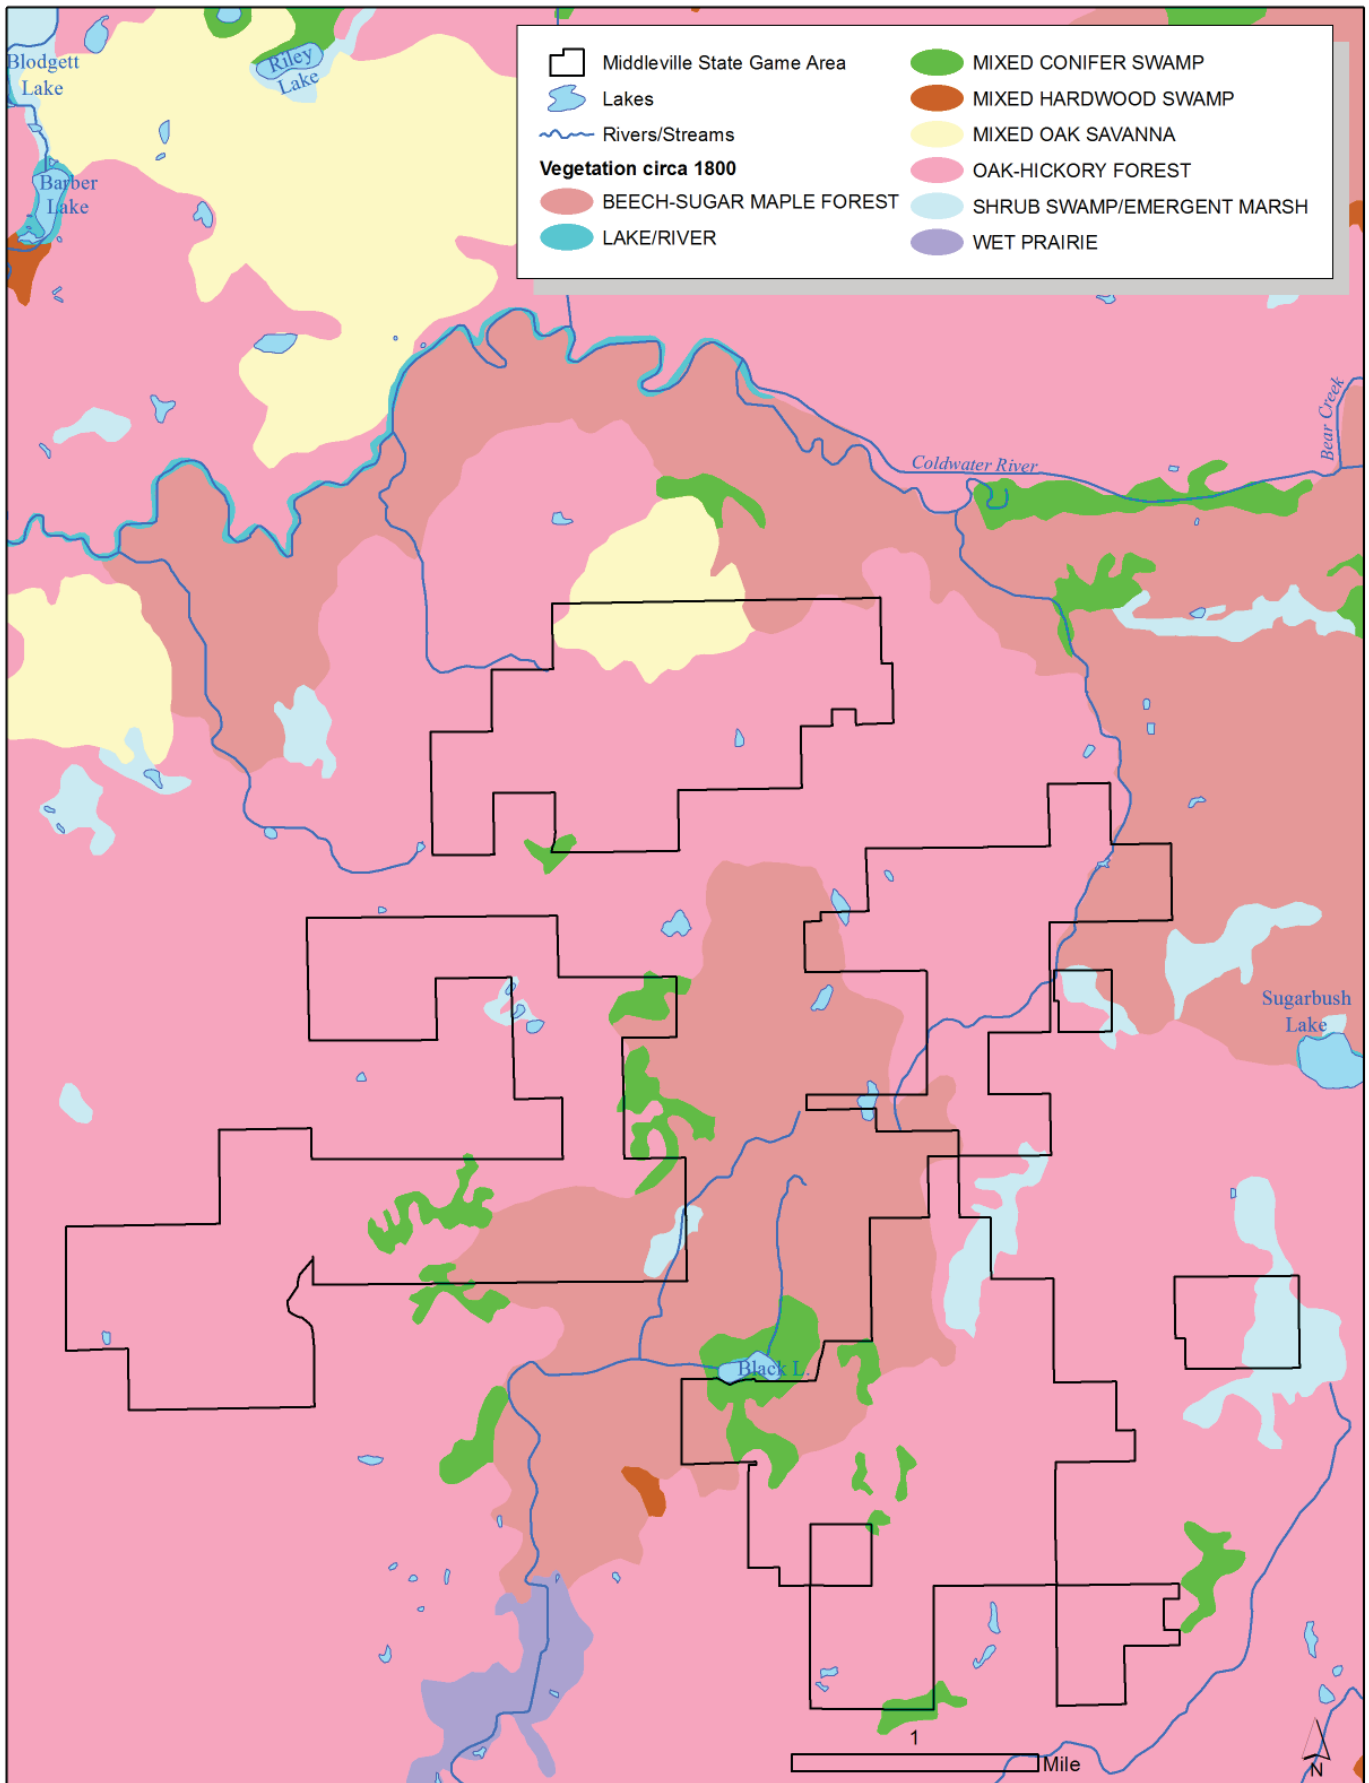 Blodgett
Lake
Riley
Lake
Barber
Lake
Middleville State Game Area
Lakes
Rivers/Streams
Vegetation circa 1800
BEECH-SUGAR MAPLE FOREST
LAKE/RIVER
MIXED CONIFER SWAMP
MIXED HARDWOOD SWAMP
MIXED OAK SAVANNA
OAK-HICKORY FOREST
SHRUB SWAMP/EMERGENT MARSH
WET PRAIRIE
Bear Creek
Coldwater River
Sugarbush
Lake
Black L.
1
Mile
N